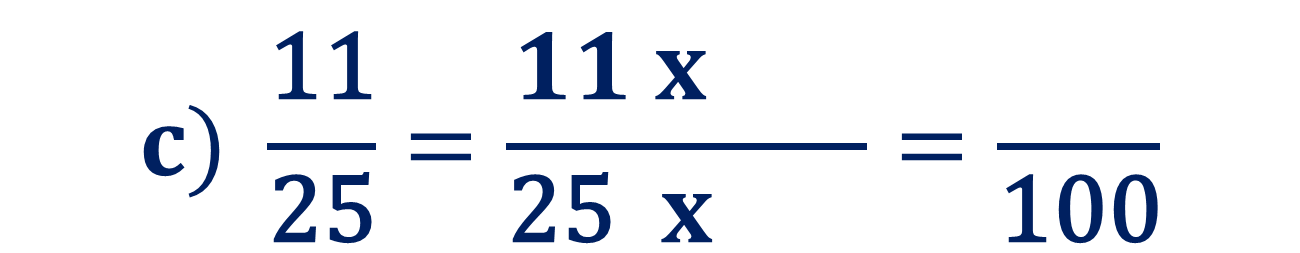 c) 11/25 = 11 x /25 x = /100